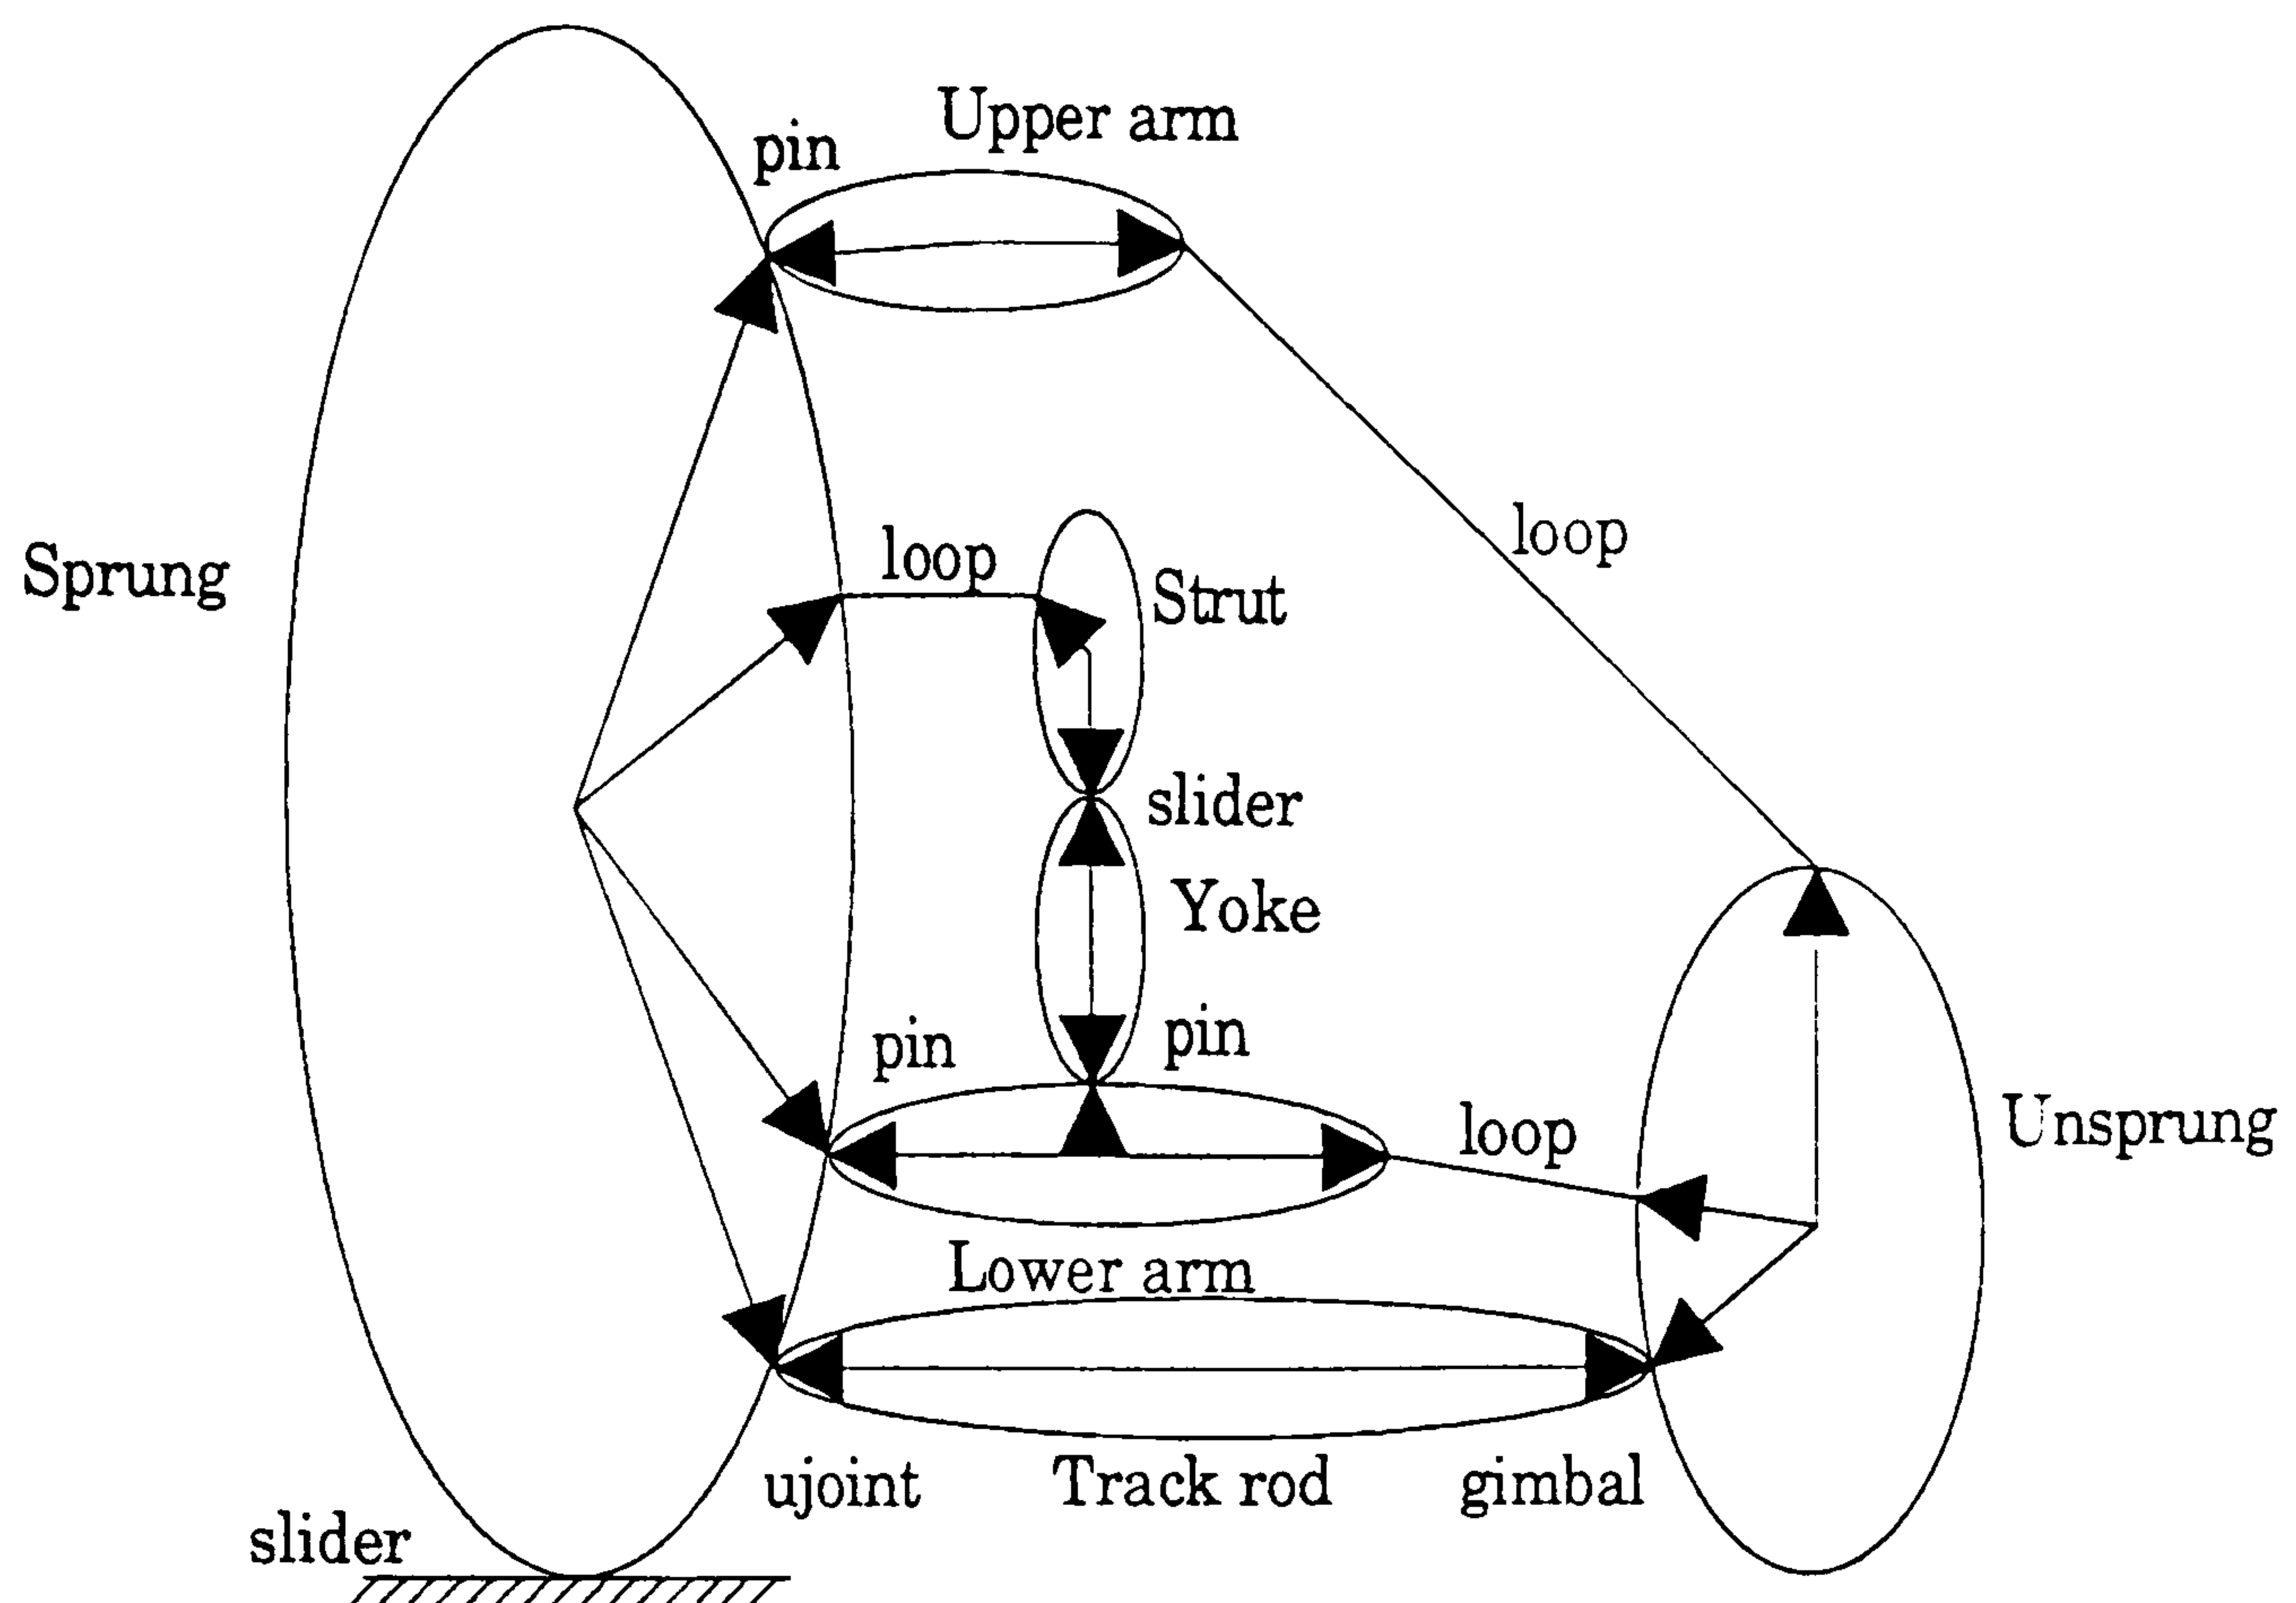 Upper arm
pin
loop
Sprung
loop
Strut
slider
Yoke
pin
pin
loop
Unsprung
Lower arm
ujoint
Track rod
gimbal
slider